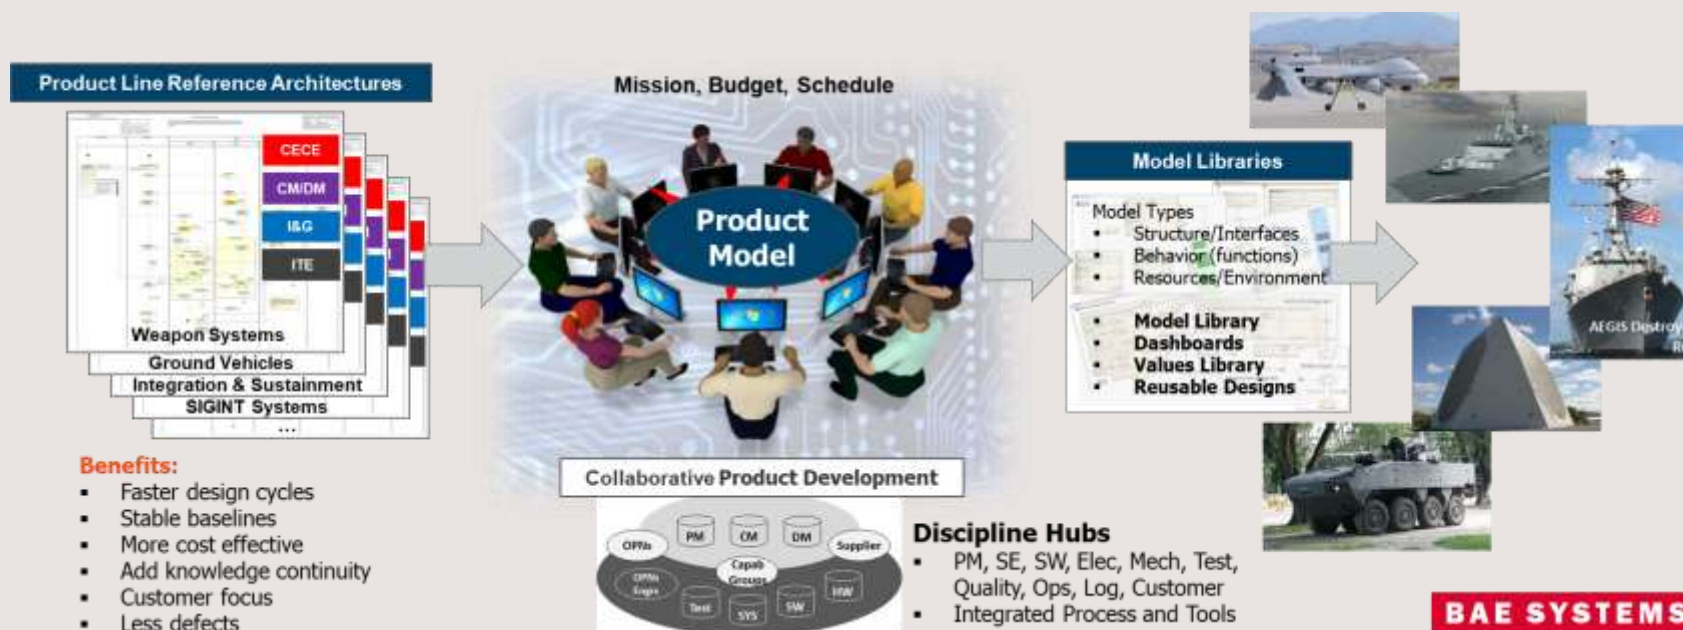 Product Line Reference Architectures
CECE
CM/DM
I&G
ITE
Weapon Systems
Ground Vehicles
Integration & Sustainment
SIGINT Systems
...
Benefits:
▪ Faster design cycles
▪ Stable baselines
▪ More cost effective
▪ Add knowledge continuity
▪ Customer focus
▪ Less defects
Mission, Budget, Schedule
Product
Model
Collaborative Product Development
OPNs
PM
CM
DM
Supplier
Capab
Groups
OPNs
Engrs
Test
SYS
SW
HW
Discipline Hubs
▪ PM, SE, SW, Elec, Mech, Test,
Quality, Ops, Log, Customer
▪ Integrated Process and Tools
Model Libraries
Model Types
▪ Structure/Interfaces
▪ Behavior (functions)
▪ Resources/Environment
▪ Model Library
▪ Dashboards
▪ Values Library
▪ Reusable Designs
AEGIS Destroy
BAE SYSTEMS